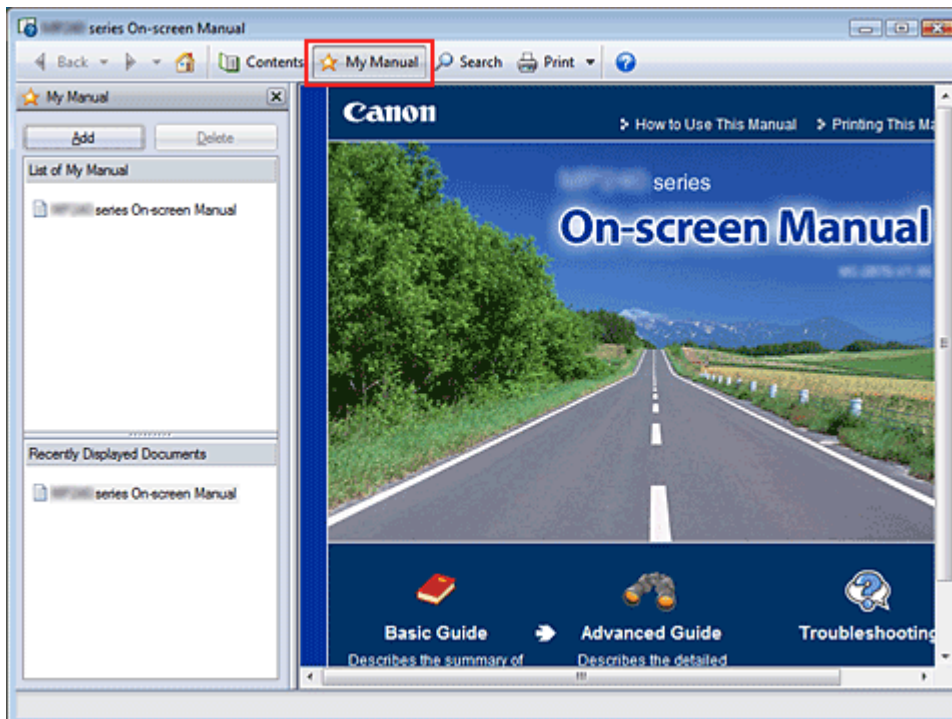 series On-screen Manual
Back Contents My Manual Search Print
My Manual
Add Delete
List of My Manual
series On-screen Manual
Recently Displayed Documents
series On-screen Manual
Canon
How to Use This Manual Printing This Ma
series
On-screen Manual
Basic Guide Advanced Guide Troubleshooting
Describes the summary of Describes the detailed